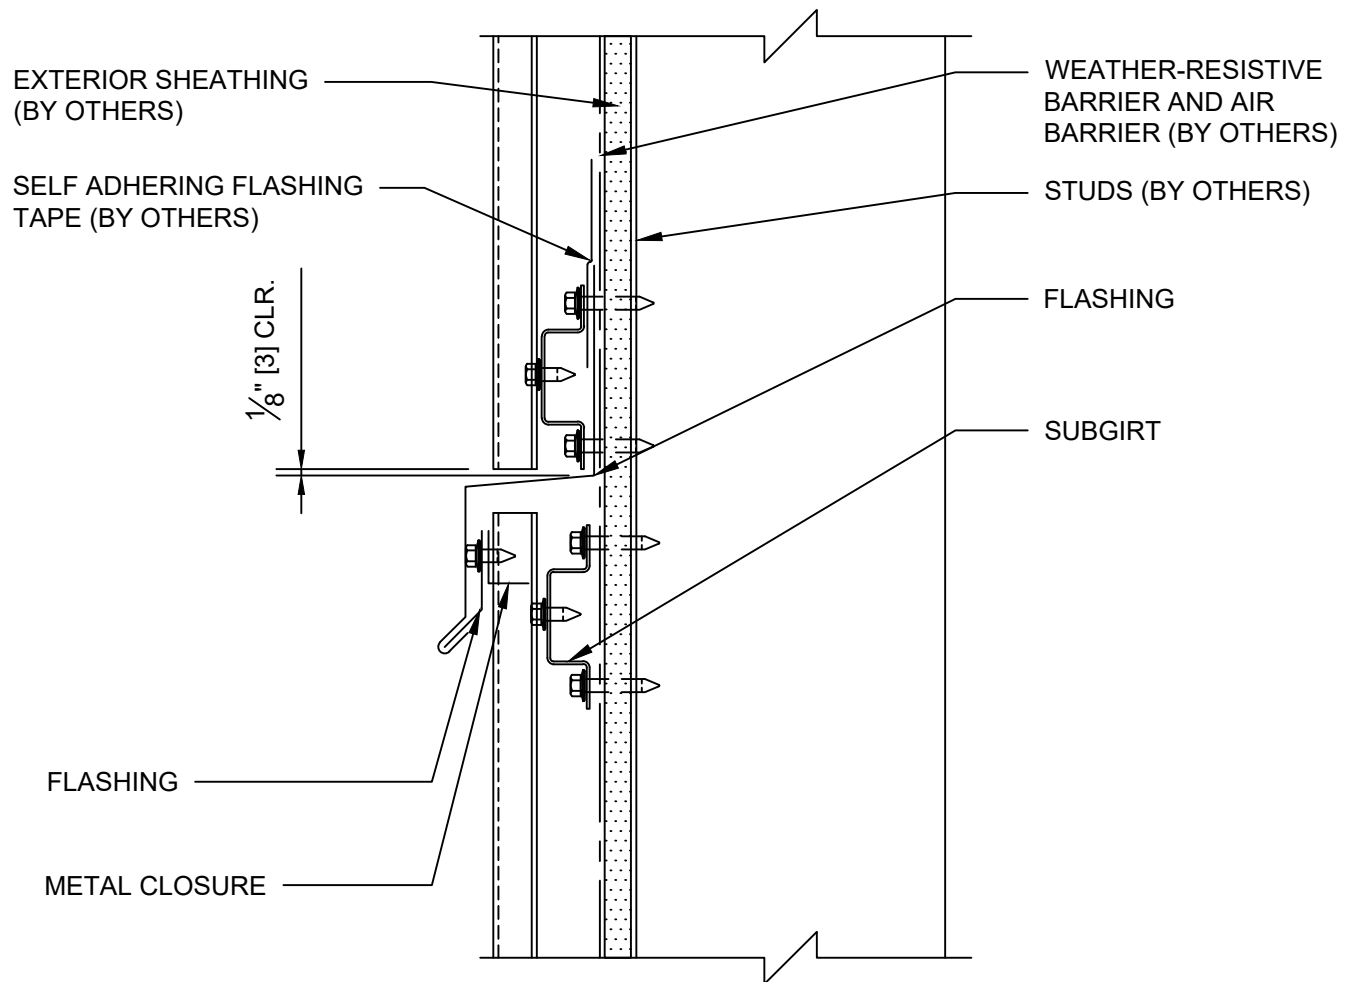 EXTERIOR SHEATHING
(BY OTHERS)
SELF ADHERING FLASHING
TAPE (BY OTHERS)
⅛" [3] CLR.
FLASHING
METAL CLOSURE
WEATHER-RESISTIVE
BARRIER AND AIR
BARRIER (BY OTHERS)
STUDS (BY OTHERS)
FLASHING
SUBGIRT